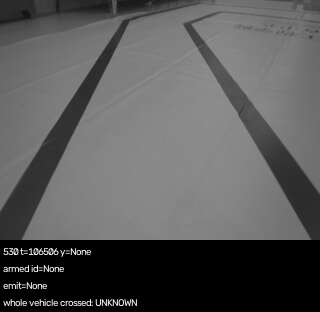 530 t=106506 y=None
armed id=None
emit=None
whole vehicle crossed: UNKNOWN